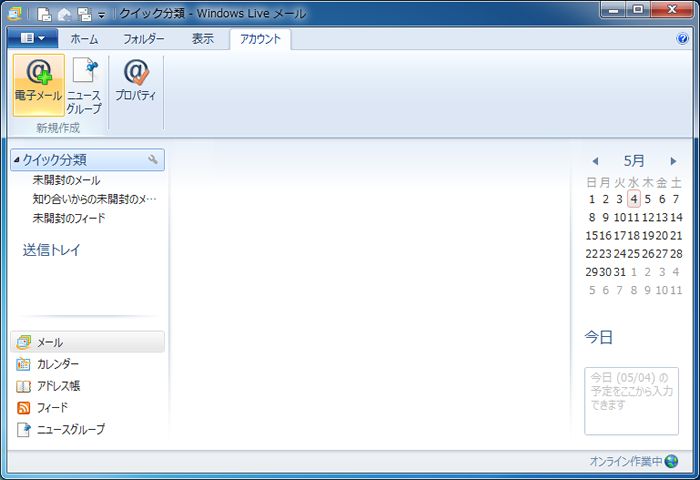 クイック分類 - Windows Live メール
ホーム フォルダー 表示 アカウント
電子メール
ニュース
グループ
プロパティ
新規作成
クイック分類
未開封のメール
知り合いからの未開封のメ…
未開封のフィード
送信トレイ
メール
カレンダー
アドレス帳
フィード
ニュースグループ
5月
日 月 火 水 木 金 土
1 2 3 4 5 6 7
8 9 10 11 12 13 14
15 16 17 18 19 20 21
22 23 24 25 26 27 28
29 30 31 1 2 3 4
5 6 7 8 9 10 11
今日
今日 (05/04) の
予定をここから入力
できます
オンライン作業中